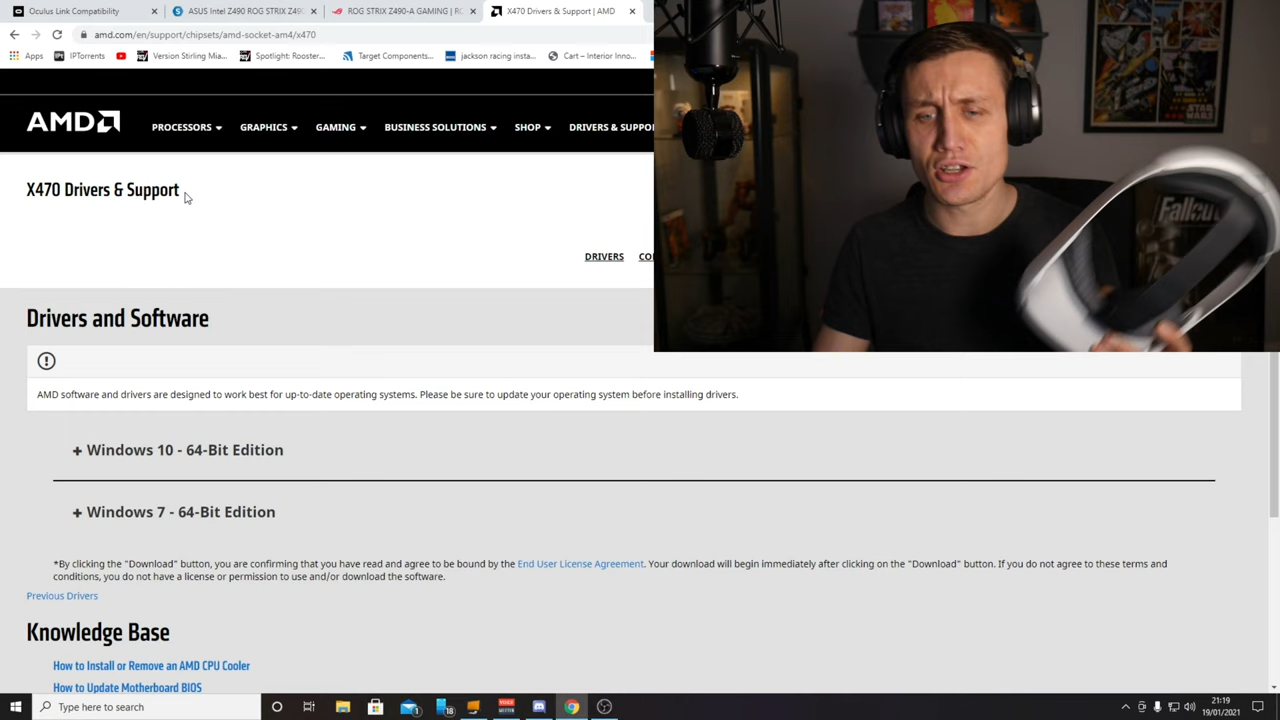 Oculus Link Compatibility
ASUS Intel Z490 ROG STRIX Z490
ROG STRIX Z490-A GAMING | RO
X470 Drivers & Support | AMD
amd.com/en/support/chipsets/amd-socket-am4/x470
Apps
IPTorrents
Version Stirling Mia...
Spotlight: Rooster...
Target Components...
jackson racing insta...
Cart – Interior Inno...
AMD
PROCESSORS
GRAPHICS
GAMING
BUSINESS SOLUTIONS
SHOP
DRIVERS & SUPPO
X470 Drivers & Support
DRIVERS
Fallout
STAR
WARS
Drivers and Software
AMD software and drivers are designed to work best for up-to-date operating systems. Please be sure to update your operating system before installing drivers.
+ Windows 10 - 64-Bit Edition
+ Windows 7 - 64-Bit Edition
*By clicking the "Download" button, you are confirming that you have read and agree to be bound by the End User License Agreement. Your download will begin immediately after clicking on the "Download" button. If you do not agree to these terms and
conditions, you do not have a license or permission to use and/or download the software.
Previous Drivers
Knowledge Base
How to Install or Remove an AMD CPU Cooler
How to Update Motherboard BIOS
Type here to search
1
18
21:19
19/01/2021